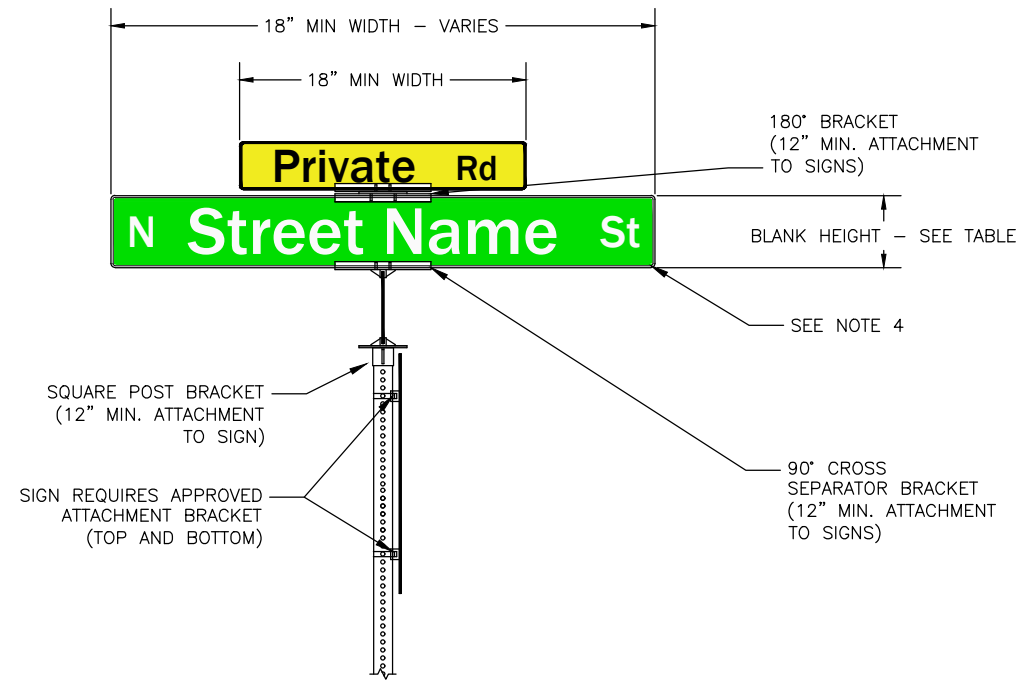 18” MIN WIDTH – VARIES
18” MIN WIDTH
180° BRACKET
(12” MIN. ATTACHMENT
TO SIGNS)
Private Rd
N Street Name St
BLANK HEIGHT – SEE TABLE
SEE NOTE 4
SQUARE POST BRACKET
(12” MIN. ATTACHMENT
TO SIGN)
90° CROSS
SEPARATOR BRACKET
(12” MIN. ATTACHMENT
TO SIGNS)
SIGN REQUIRES APPROVED
ATTACHMENT BRACKET
(TOP AND BOTTOM)